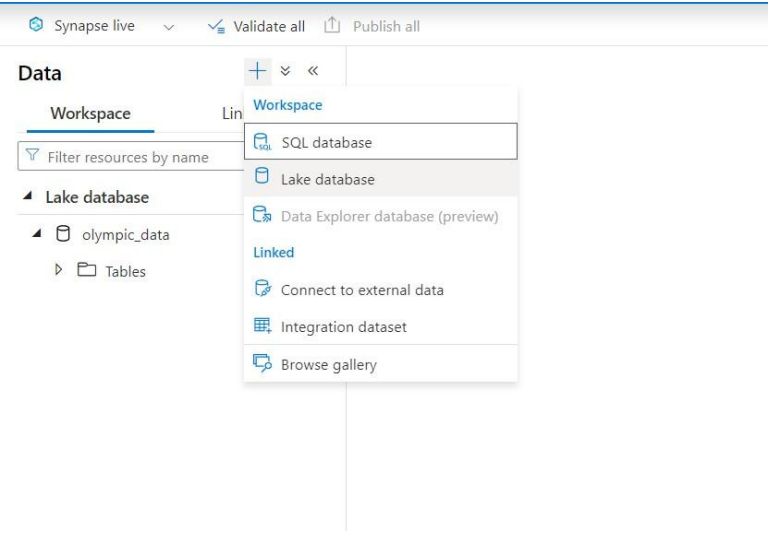 Synapse live
Validate all
Publish all
Data
Workspace
Lin
Filter resources by name
Lake database
olympic_data
Tables
Workspace
SQL
SQL database
Lake database
Data Explorer database (preview)
Linked
Connect to external data
Integration dataset
Browse gallery